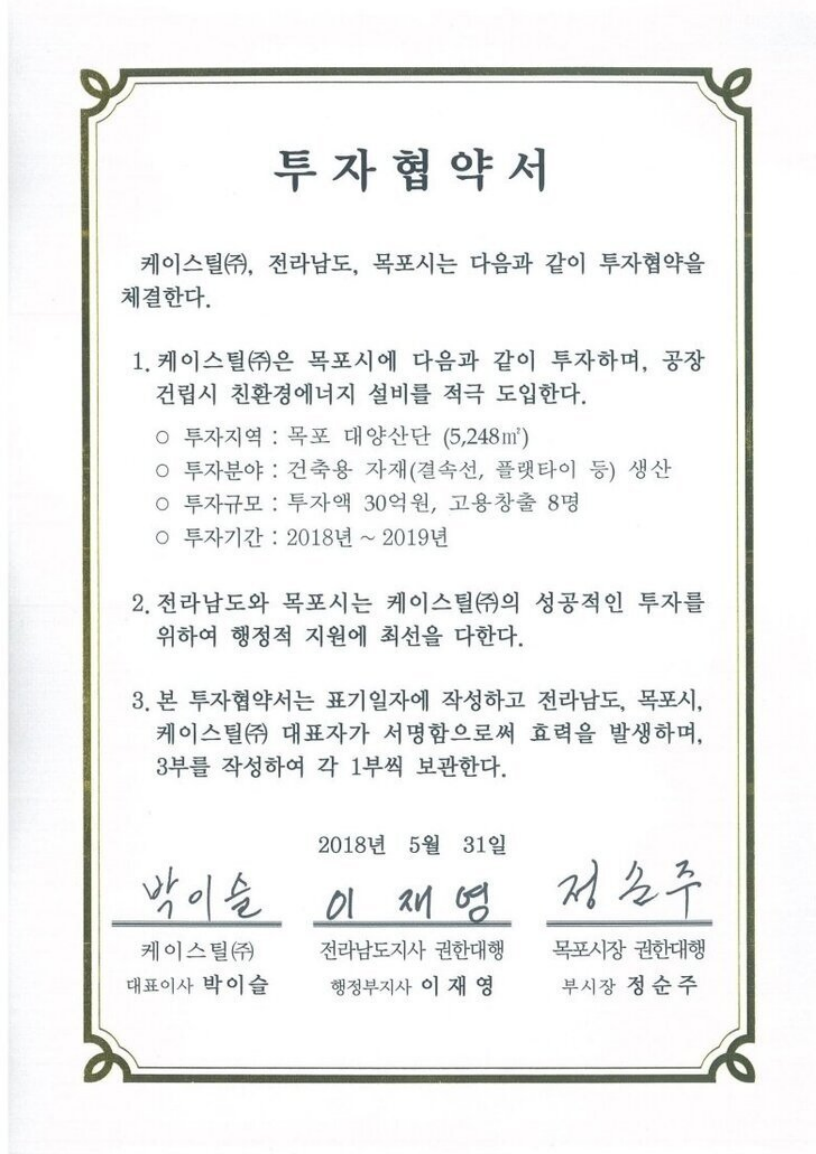 투자협약서
케이스틸㈜, 전라남도, 목포시는 다음과 같이 투자협약을
체결한다.
1. 케이스틸㈜은 목포시에 다음과 같이 투자하며, 공장
건립시 친환경에너지 설비를 적극 도입한다.
○ 투자지역 : 목포 대양산단 (5,248㎡)
○ 투자분야 : 건축용 자재(결속선, 플랫타이 등) 생산
○ 투자규모 : 투자액 30억원, 고용창출 8명
○ 투자기간 : 2018년 ~ 2019년
2. 전라남도와 목포시는 케이스틸㈜의 성공적인 투자를
위하여 행정적 지원에 최선을 다한다.
3. 본 투자협약서는 표기일자에 작성하고 전라남도, 목포시,
케이스틸㈜ 대표자가 서명함으로써 효력을 발생하며,
3부를 작성하여 각 1부씩 보관한다.
2018년 5월 31일
박이슬 이재영 정순주
케이스틸㈜ 전라남도지사 권한대행 목포시장 권한대행
대표이사 박이슬 행정부지사 이재영 부시장 정순주